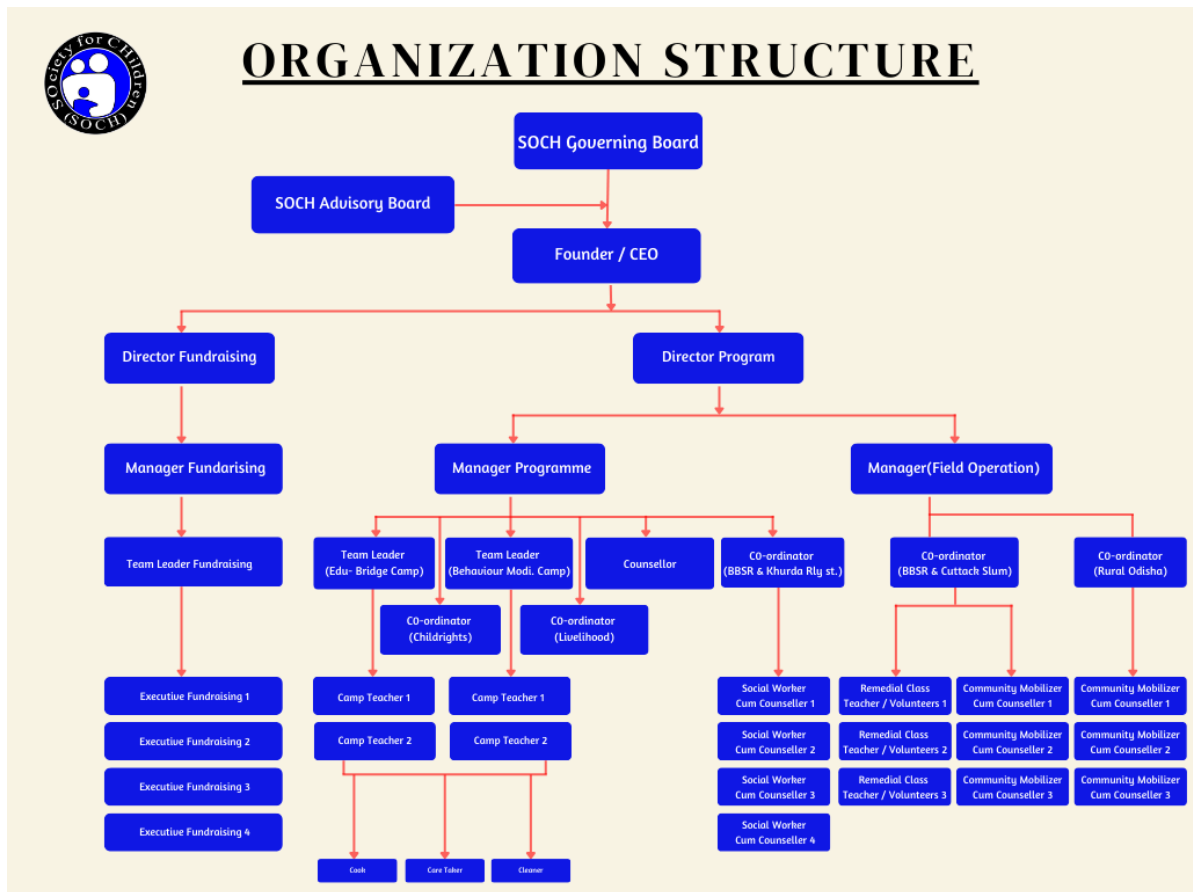 SOciety for CHildren
(SOCH)
ORGANIZATION STRUCTURE
SOCH Governing Board
SOCH Advisory Board
Founder / CEO
Director Fundraising
Director Program
Manager Fundarising
Manager Programme
Manager(Field Operation)
Team Leader Fundraising
Team Leader
(Edu- Bridge Camp)
Team Leader
(Behaviour Modi. Camp)
Counsellor
C0-ordinator
(BBSR & Khurda Rly st.)
C0-ordinator
(BBSR & Cuttack Slum)
C0-ordinator
(Rural Odisha)
C0-ordinator
(Childrights)
C0-ordinator
(Livelihood)
Executive Fundraising 1
Camp Teacher 1
Camp Teacher 1
Social Worker
Cum Counseller 1
Remedial Class
Teacher / Volunteers 1
Community Mobilizer
Cum Counseller 1
Community Mobilizer
Cum Counseller 1
Executive Fundraising 2
Camp Teacher 2
Camp Teacher 2
Social Worker
Cum Counseller 2
Remedial Class
Teacher / Volunteers 2
Community Mobilizer
Cum Counseller 2
Community Mobilizer
Cum Counseller 2
Executive Fundraising 3
Social Worker
Cum Counseller 3
Remedial Class
Teacher / Volunteers 3
Community Mobilizer
Cum Counseller 3
Community Mobilizer
Cum Counseller 3
Executive Fundraising 4
Social Worker
Cum Counseller 4
Cook
Care Taker
Cleaner